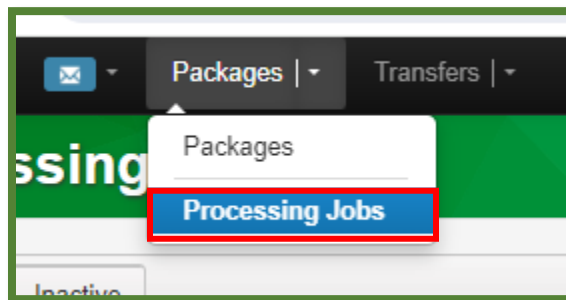 Packages | Transfers |
Packages
ssing
Processing Jobs
Inactive